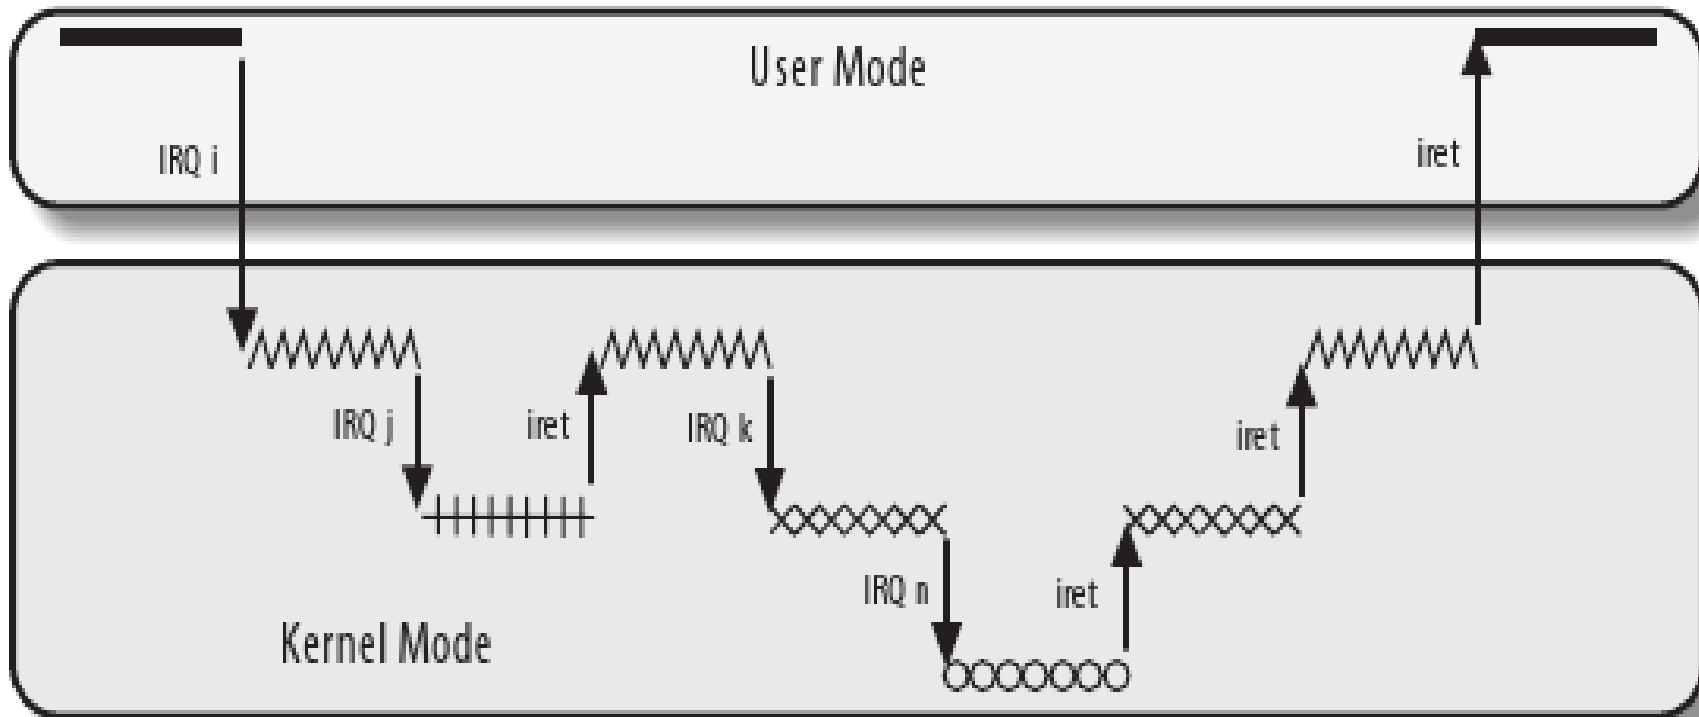 User Mode
IRQ i
iret
IRQ j
iret
IRQ k
iret
IRQ n
iret
Kernel Mode